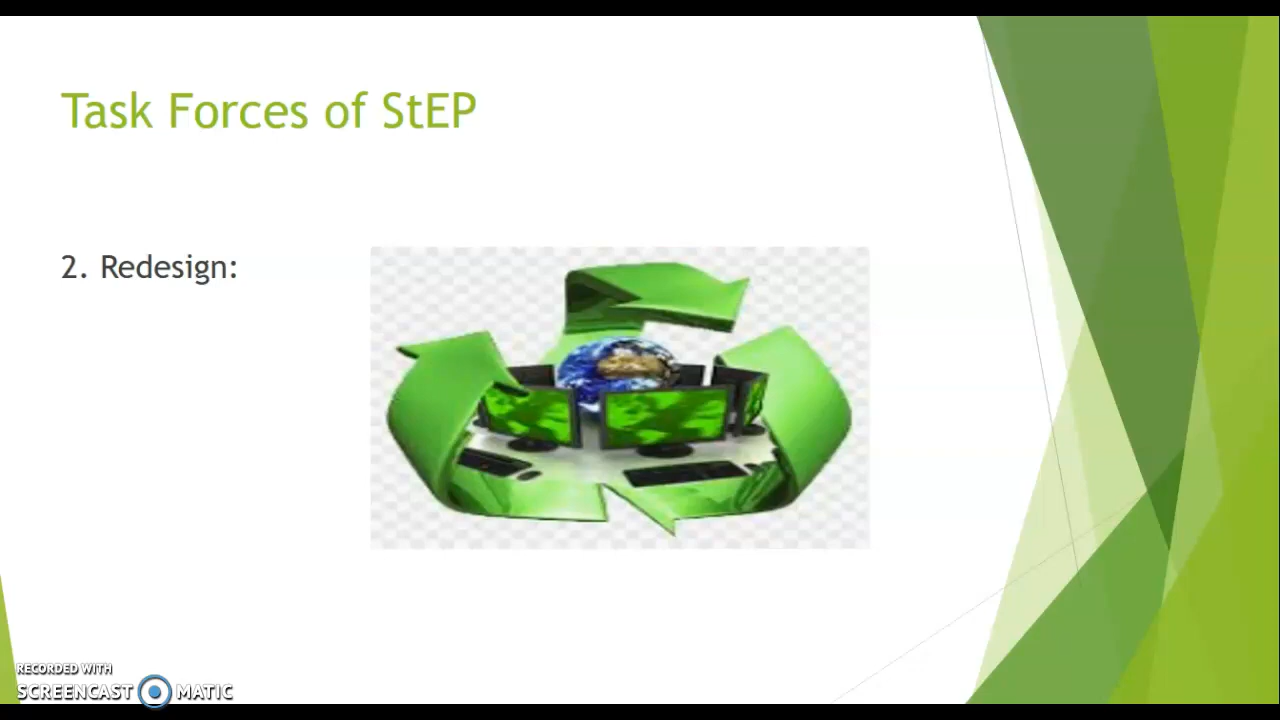 Task Forces of StEP
2. Redesign:
RECORDED WITH
SCREENCAST MATIC